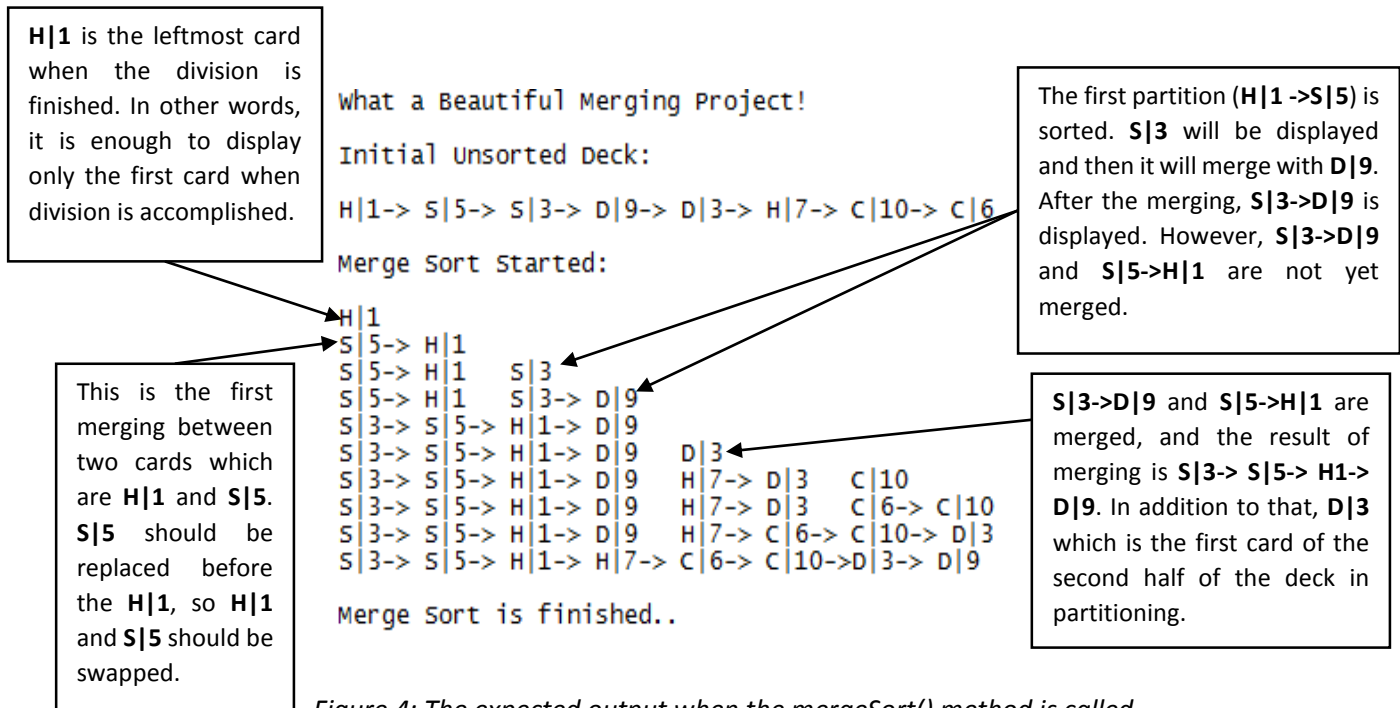 H|1 is the leftmost card
when the division is
finished. In other words,
it is enough to display
only the first card when
division is accomplished.
What a Beautiful Merging Project!
Initial Unsorted Deck:
H|1-> S|5-> S|3-> D|9-> D|3-> H|7-> C|10-> C|6
Merge Sort Started:
H|1
S|5-> H|1
S|5-> H|1   S|3
S|5-> H|1   S|3-> D|9
S|3-> S|5-> H|1-> D|9
S|3-> S|5-> H|1-> D|9   D|3
S|3-> S|5-> H|1-> D|9   H|7-> D|3   C|10
S|3-> S|5-> H|1-> D|9   H|7-> D|3   C|6-> C|10
S|3-> S|5-> H|1-> D|9   H|7-> C|6-> C|10-> D|3
S|3-> S|5-> H|1-> H|7-> C|6-> C|10->D|3-> D|9
Merge Sort is finished..
The first partition (H|1 ->S|5) is
sorted. S|3 will be displayed
and then it will merge with D|9.
After the merging, S|3->D|9 is
displayed. However, S|3->D|9
and S|5->H|1 are not yet
merged.
This is the first
merging between
two cards which
are H|1 and S|5.
S|5 should be
replaced before
the H|1, so H|1
and S|5 should be
swapped.
S|3->D|9 and S|5->H|1 are
merged, and the result of
merging is S|3-> S|5-> H1->
D|9. In addition to that, D|3
which is the first card of the
second half of the deck in
partitioning.
Figure 4: The expected output when the mergeSort() method is called